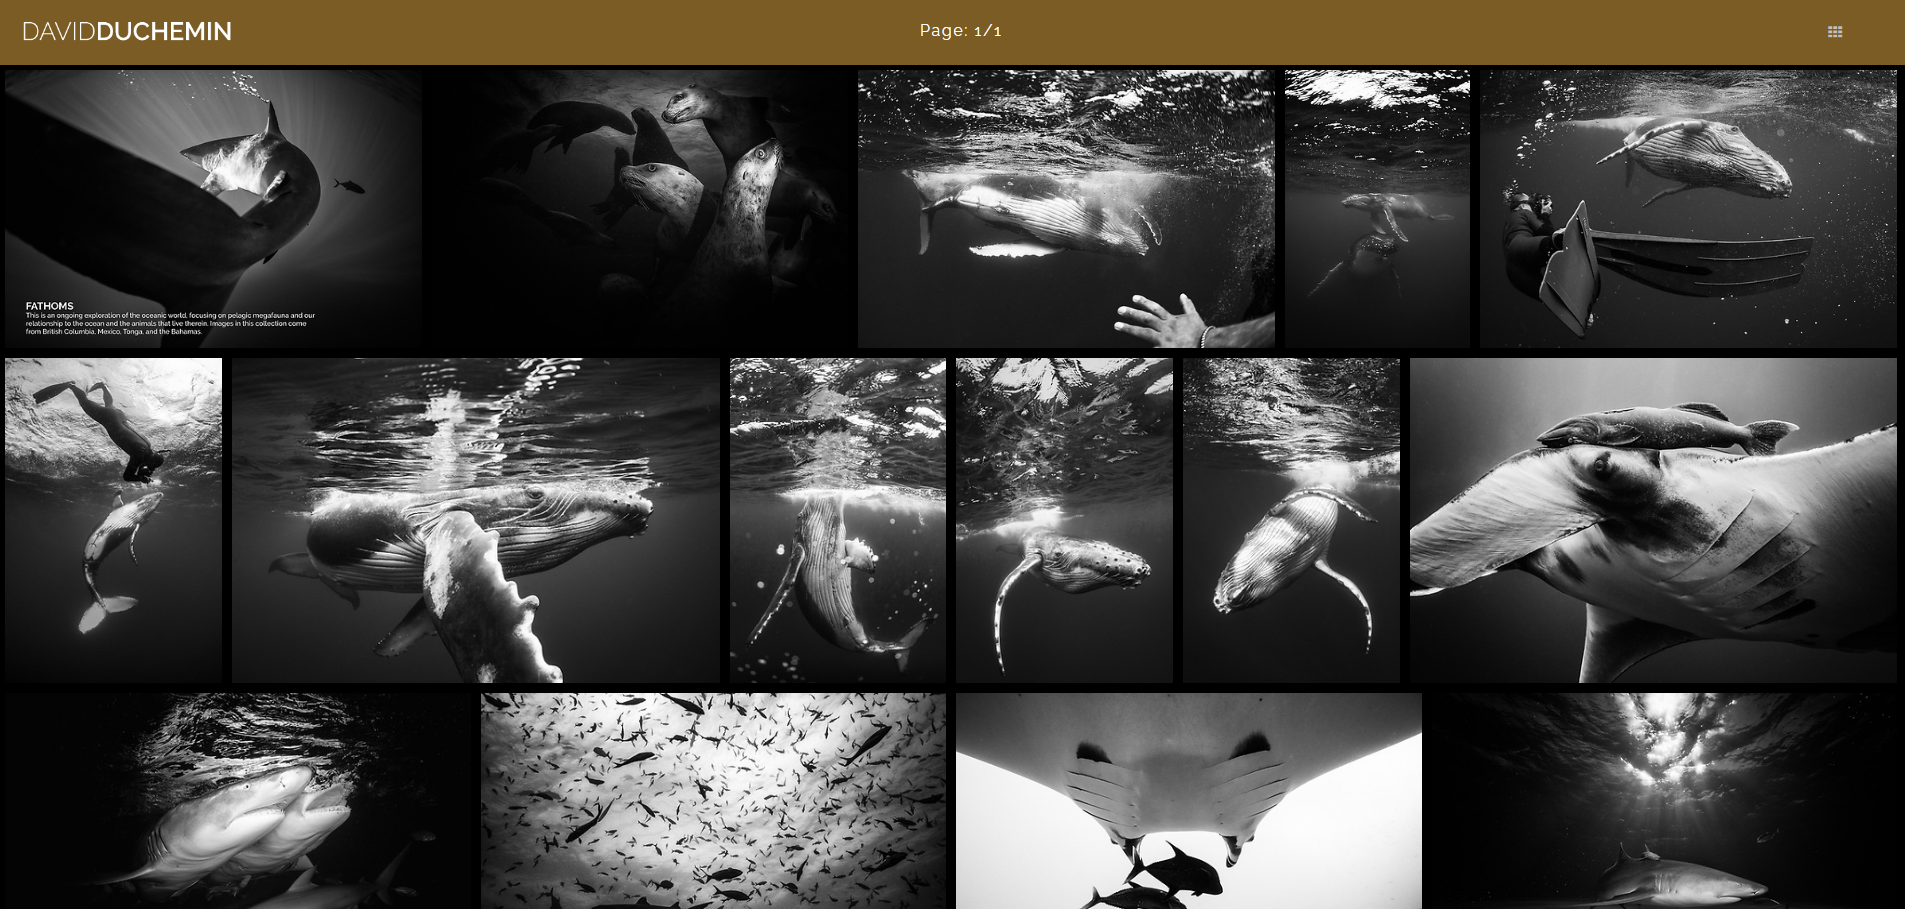 DAVIDDUCHEMIN
Page: 1/1
FATHOMS
This is an ongoing exploration of the oceanic world, focusing on pelagic megafauna and our
relationship to the ocean and the animals that live therein. Images in this collection come
from British Columbia, Mexico, Tonga, and the Bahamas.